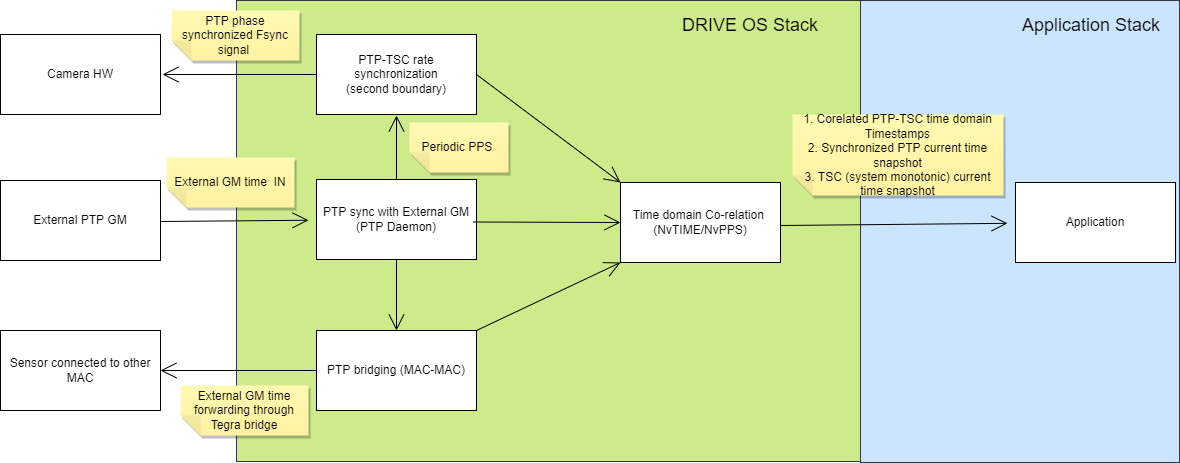 DRIVE OS Stack
Application Stack
PTP phase
synchronized Fsync
signal
Camera HW
PTP-TSC rate
synchronization
(second boundary)
Periodic PPS
1. Corelated PTP-TSC time domain
Timestamps
2. Synchronized PTP current time
snapshot
3. TSC (system monotonic) current
time snapshot
External GM time IN
External PTP GM
PTP sync with External GM
(PTP Daemon)
Time domain Co-relation
(NvTIME/NvPPS)
Application
Sensor connected to other
MAC
PTP bridging (MAC-MAC)
External GM time
forwarding through
Tegra bridge